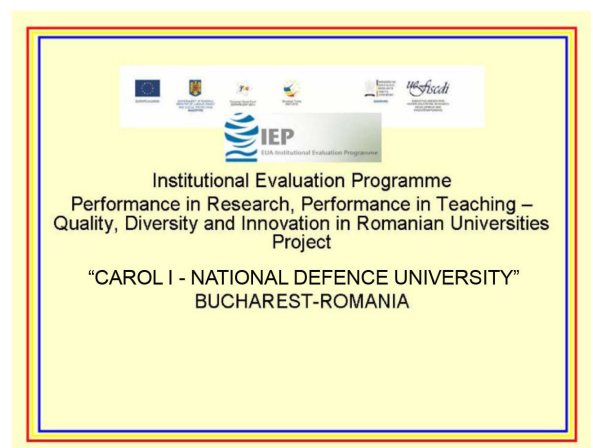 uefiscdi
IEP
EUA-Institutional Evaluation Programme
Institutional Evaluation Programme
Performance in Research, Performance in Teaching –
Quality, Diversity and Innovation in Romanian Universities
Project
“CAROL I - NATIONAL DEFENCE UNIVERSITY”
BUCHAREST-ROMANIA